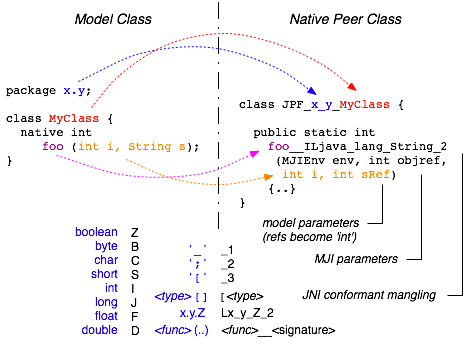 Model Class
Native Peer Class
package x.y;
class MyClass {
native int
foo (int i, String s);
}
class JPF_x_y_MyClass {
public static int
foo__ILjava_lang_String_2
(MJIEnv env, int objref,
int i, int sRef)
{..}
}
model parameters
(refs become 'int')
MJI parameters
JNI conformant mangling
boolean Z
byte B
char C
short S
int I
long J
float F
double D
'_' _1
';' _2
'[' _3
<type>[] [<type>
x.y.Z Lx_y_Z_2
<func>(..) <func>__<signature>